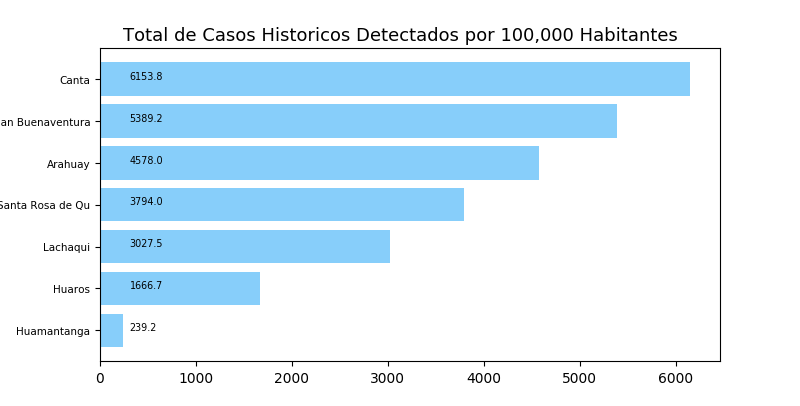 Total de Casos Historicos Detectados por 100,000 Habitantes
Canta 6153.8
an Buenaventura 5389.2
Arahuay 4578.0
Santa Rosa de Qu 3794.0
Lachaqui 3027.5
Huaros 1666.7
Huamantanga 239.2
0 1000 2000 3000 4000 5000 6000